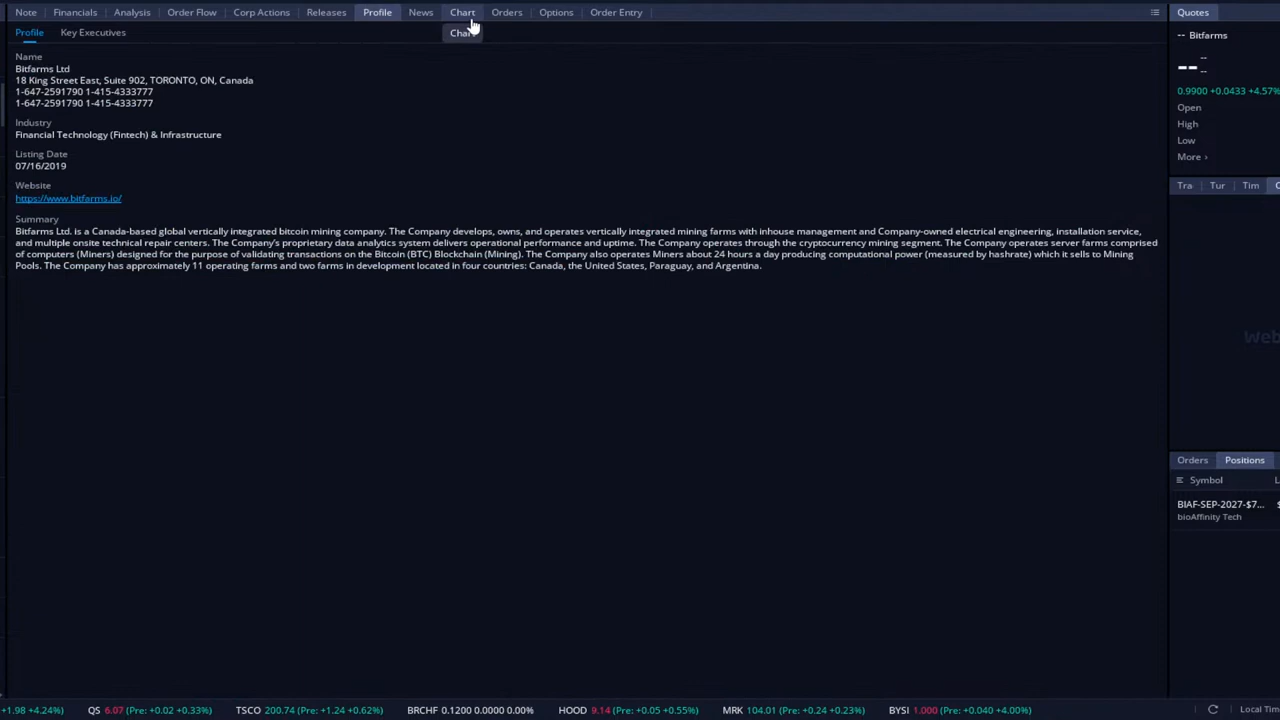 Note Financials Analysis Order Flow Corp Actions Releases Profile News Chart Orders Options Order Entry Quotes
Profile Key Executives
-- Bitfarms
Name
Bitfarms Ltd
18 King Street East, Suite 902, TORONTO, ON, Canada
1-647-2591790 1-415-4333777
1-647-2591790 1-415-4333777
Industry
Financial Technology (Fintech) & Infrastructure
Listing Date
07/16/2019
Website
https://www.bitfarms.io/
Summary
Bitfarms Ltd. is a Canada-based global vertically integrated bitcoin mining company. The Company develops, owns, and operates vertically integrated mining farms with inhouse management and Company-owned electrical engineering, installation service,
and multiple onsite technical repair centers. The Company's proprietary data analytics system delivers operational performance and uptime. The Company operates through the cryptocurrency mining segment. The Company operates server farms comprised
of computers (Miners) designed for the purpose of validating transactions on the Bitcoin (BTC) Blockchain (Mining). The Company also operates Miners about 24 hours a day producing computational power (measured by hashrate) which it sells to Mining
Pools. The Company has approximately 11 operating farms and two farms in development located in four countries: Canada, the United States, Paraguay, and Argentina.
-- --
--
0.9900 +0.0433 +4.57%
Open
High
Low
More >
Tra Tur Tim
Orders Positions
Symbol
BIAF-SEP-2027-$7...
bioAffinity Tech
+1.98 +4.24%) QS 6.07 (Pre: +0.02 +0.33%) TSCO 200.74 (Pre: +1.24 +0.62%) BRCHF 0.1200 0.0000 0.00% HOOD 9.14 (Pre: +0.05 +0.55%) MRK 104.01 (Pre: +0.24 +0.23%) BYSI 1.000 (Pre: +0.040 +4.00%) Local Tim